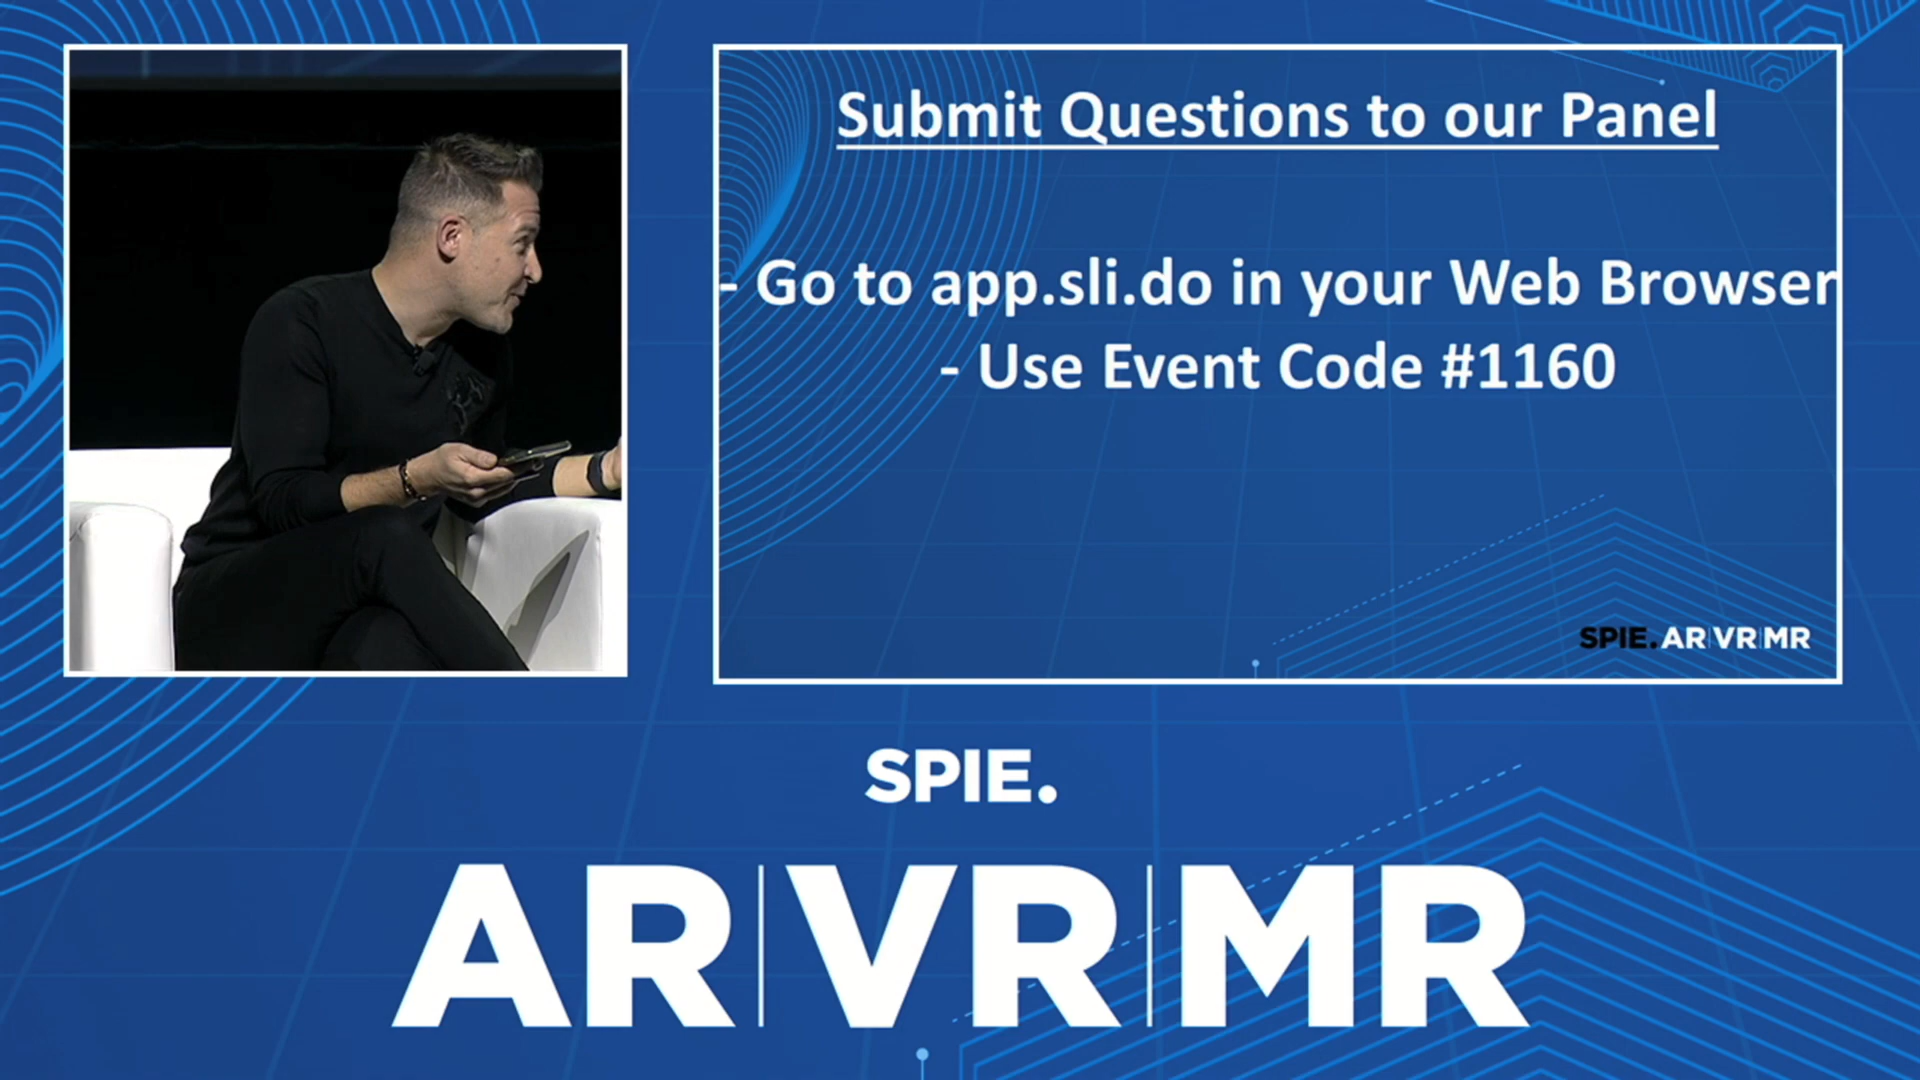 Submit Questions to our Panel
- Go to app.sli.do in your Web Browser
- Use Event Code #1160
SPIE. AR|VR|MR
SPIE.
AR|VR|MR